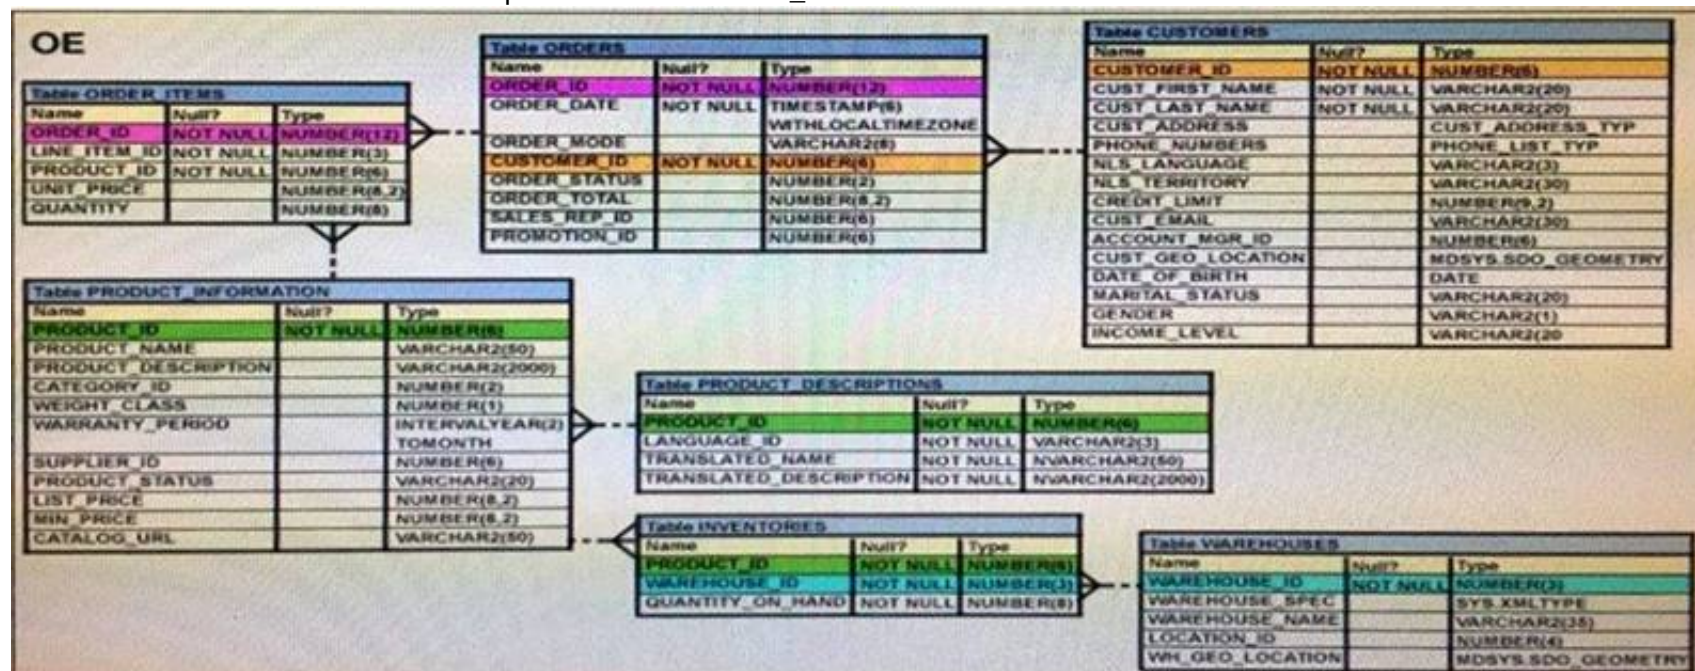 OE
Table ORDER_ITEMS
Name Null? Type
ORDER_ID NOT NULL NUMBER(12)
LINE_ITEM_ID NOT NULL NUMBER(3)
PRODUCT_ID NOT NULL NUMBER(6)
UNIT_PRICE NUMBER(8,2)
QUANTITY NUMBER(8)
Table ORDERS
Name Null? Type
ORDER_ID NOT NULL NUMBER(12)
ORDER_DATE NOT NULL TIMESTAMP(6)
WITHLOCALTIMEZONE
ORDER_MODE VARCHAR2(8)
CUSTOMER_ID NOT NULL NUMBER(6)
ORDER_STATUS NUMBER(2)
ORDER_TOTAL NUMBER(8,2)
SALES_REP_ID NUMBER(6)
PROMOTION_ID NUMBER(6)
Table CUSTOMERS
Name Null? Type
CUSTOMER_ID NOT NULL NUMBER(6)
CUST_FIRST_NAME NOT NULL VARCHAR2(20)
CUST_LAST_NAME NOT NULL VARCHAR2(20)
CUST_ADDRESS CUST_ADDRESS_TYP
PHONE_NUMBERS PHONE_LIST_TYP
NLS_LANGUAGE VARCHAR2(3)
NLS_TERRITORY VARCHAR2(30)
CREDIT_LIMIT NUMBER(9,2)
CUST_EMAIL VARCHAR2(30)
ACCOUNT_MGR_ID NUMBER(6)
CUST_GEO_LOCATION MDSYS.SDO_GEOMETRY
DATE_OF_BIRTH DATE
MARITAL_STATUS VARCHAR2(20)
GENDER VARCHAR2(1)
INCOME_LEVEL VARCHAR2(20
Table PRODUCT_INFORMATION
Name Null? Type
PRODUCT_ID NOT NULL NUMBER(6)
PRODUCT_NAME VARCHAR2(50)
PRODUCT_DESCRIPTION VARCHAR2(2000)
CATEGORY_ID NUMBER(2)
WEIGHT_CLASS NUMBER(1)
WARRANTY_PERIOD INTERVALYEAR(2)
TOMONTH
SUPPLIER_ID NUMBER(6)
PRODUCT_STATUS VARCHAR2(20)
LIST_PRICE NUMBER(8,2)
MIN_PRICE NUMBER(8,2)
CATALOG_URL VARCHAR2(50)
Table PRODUCT_DESCRIPTIONS
Name Null? Type
PRODUCT_ID NOT NULL NUMBER(6)
LANGUAGE_ID NOT NULL VARCHAR2(3)
TRANSLATED_NAME NOT NULL NVARCHAR2(50)
TRANSLATED_DESCRIPTION NOT NULL NVARCHAR2(2000)
Table INVENTORIES
Name Null? Type
PRODUCT_ID NOT NULL NUMBER(6)
WAREHOUSE_ID NOT NULL NUMBER(3)
QUANTITY_ON_HAND NOT NULL NUMBER(8)
Table WAREHOUSES
Name Null? Type
WAREHOUSE_ID NOT NULL NUMBER(3)
WAREHOUSE_SPEC SYS.XMLTYPE
WAREHOUSE_NAME VARCHAR2(35)
LOCATION_ID NUMBER(4)
WH_GEO_LOCATION MDSYS.SDO_GEOMETRY